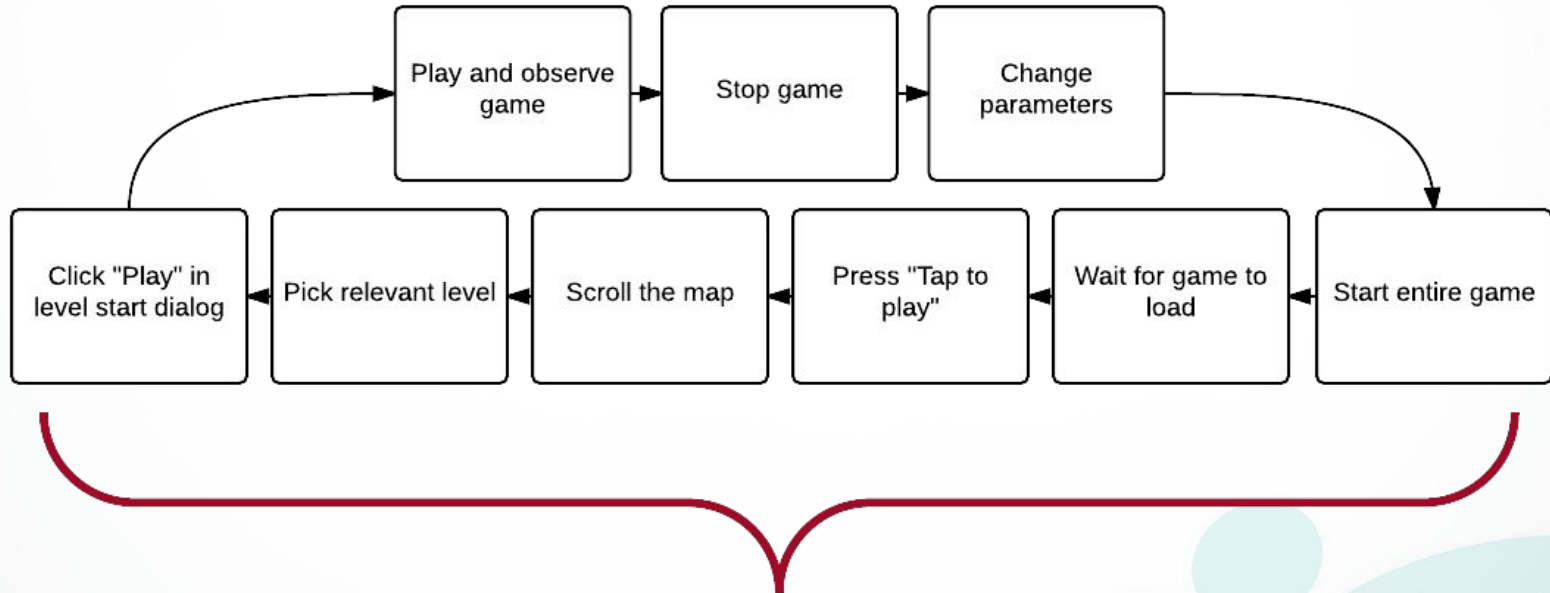 Play and observe
game
Stop game
Change
parameters
Click "Play" in
level start dialog
Pick relevant level
Scroll the map
Press "Tap to
play"
Wait for game to
load
Start entire game